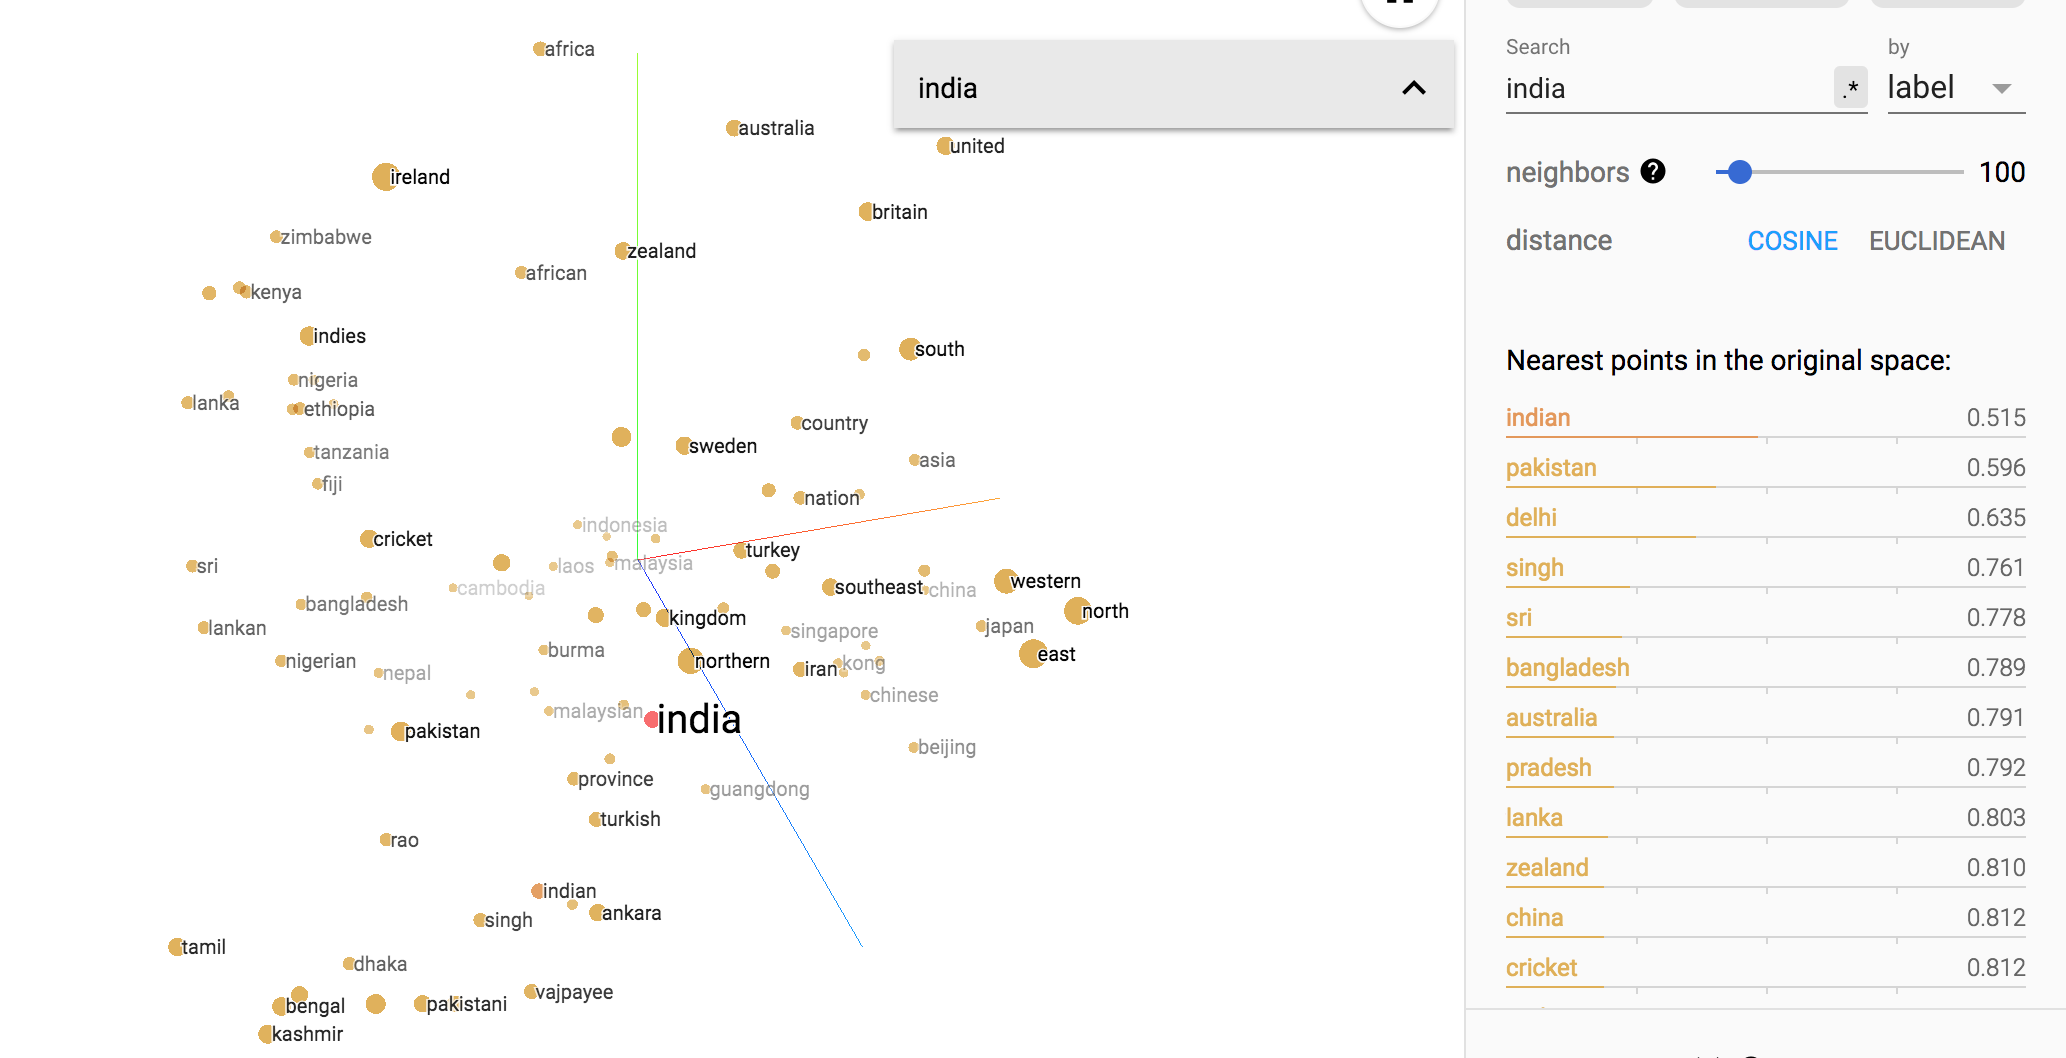 africa
india
australia
united
ireland
britain
zimbabwe
zealand
african
kenya
indies
south
nigeria
lanka
ethiopia
country
sweden
tanzania
asia
fiji
nation
indonesia
cricket
turkey
malaysia
sri
laos
western
southeast
cambodia
china
bangladesh
north
kingdom
lankan
singapore
japan
burma
east
nigerian
northern
iran
kong
nepal
chinese
malaysian
india
pakistan
beijing
province
guangdong
turkish
rao
indian
ankara
singh
tamil
dhaka
vajpayee
bengal
pakistani
kashmir
Search
by
india
.*
label
neighbors ?
100
distance
COSINE
EUCLIDEAN
Nearest points in the original space:
indian 0.515
pakistan 0.596
delhi 0.635
singh 0.761
sri 0.778
bangladesh 0.789
australia 0.791
pradesh 0.792
lanka 0.803
zealand 0.810
china 0.812
cricket 0.812